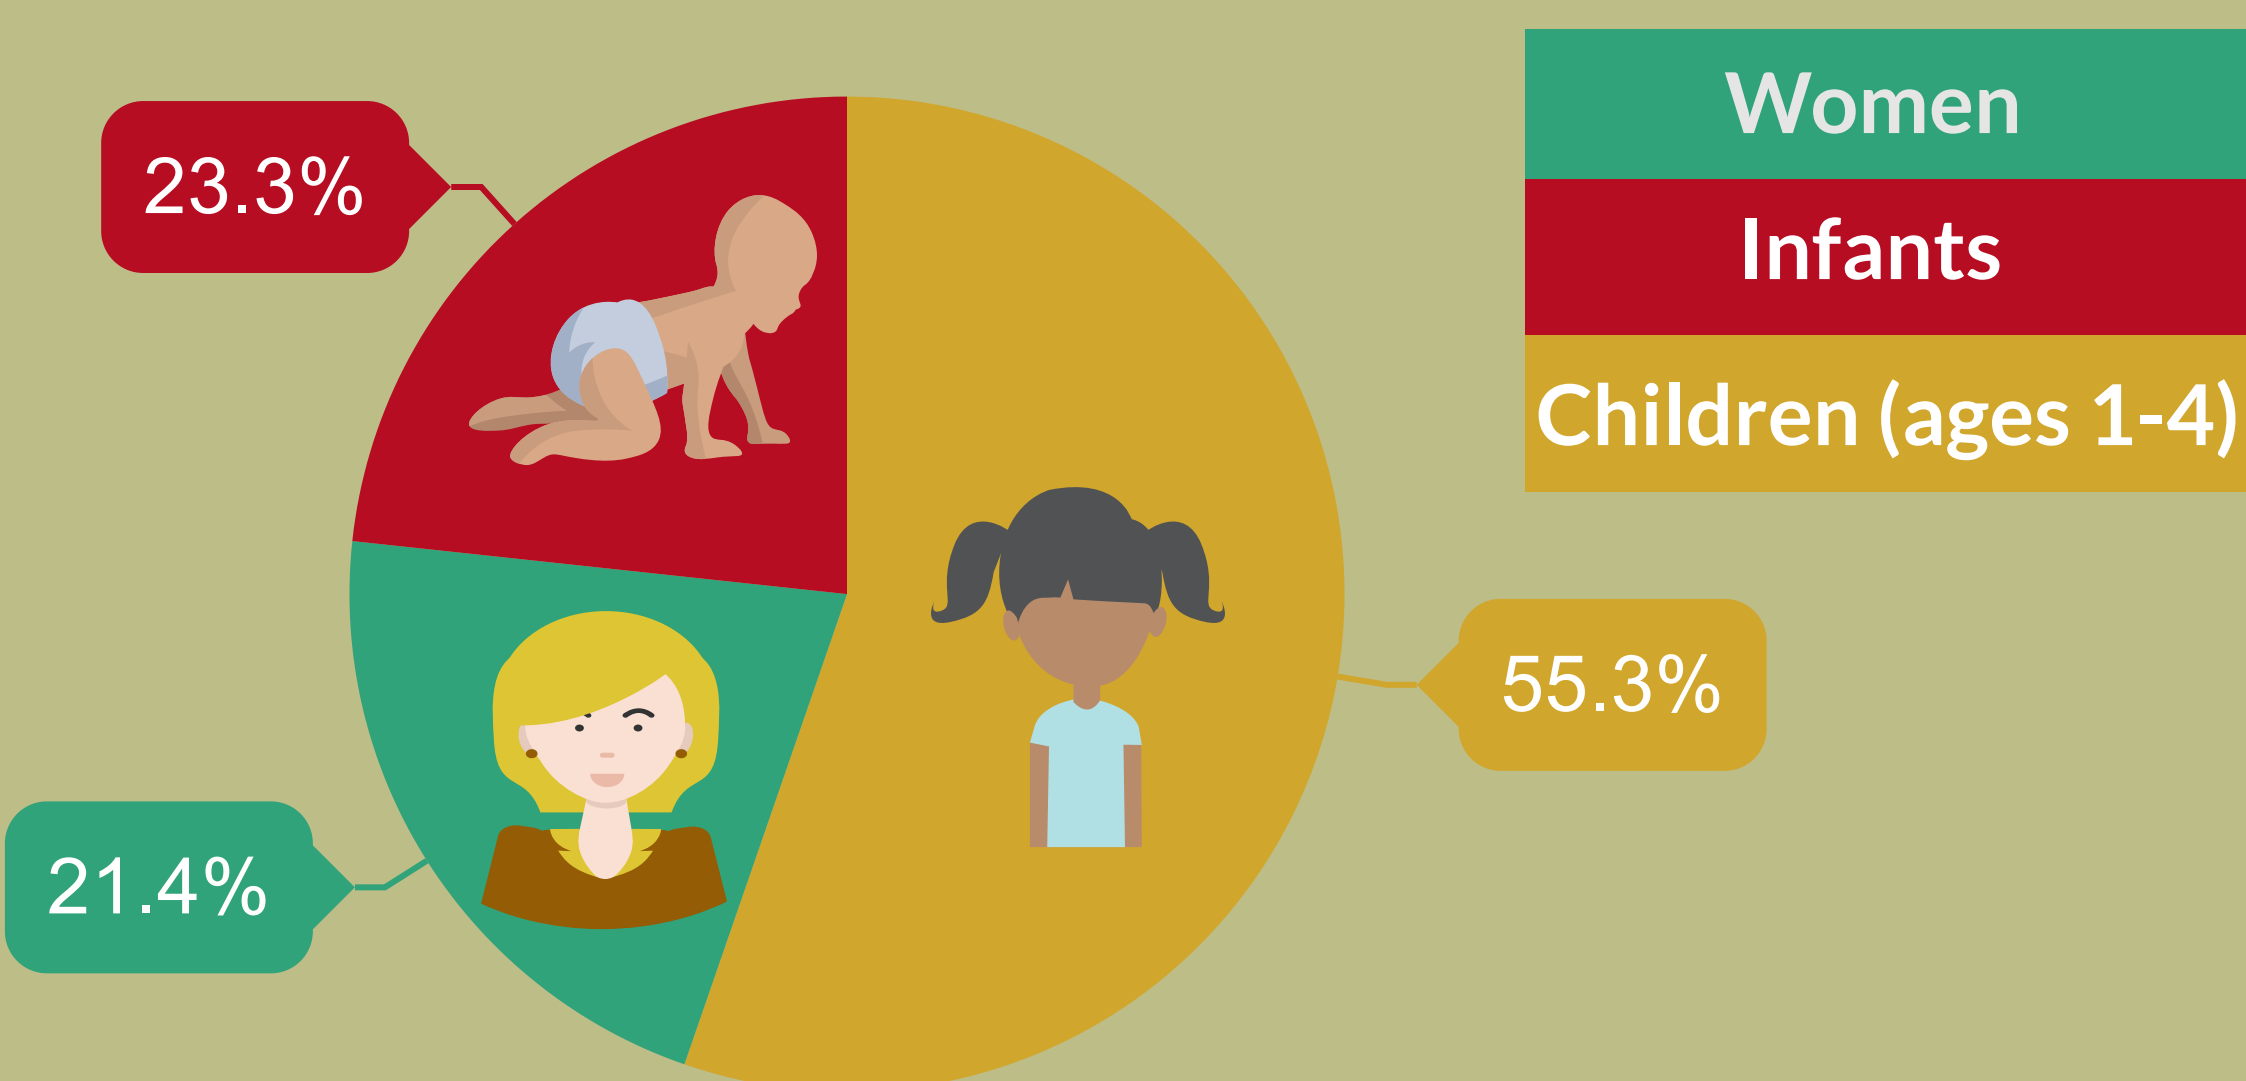 Women
23.3%
Infants
Children (ages 1-4)
55.3%
21.4%